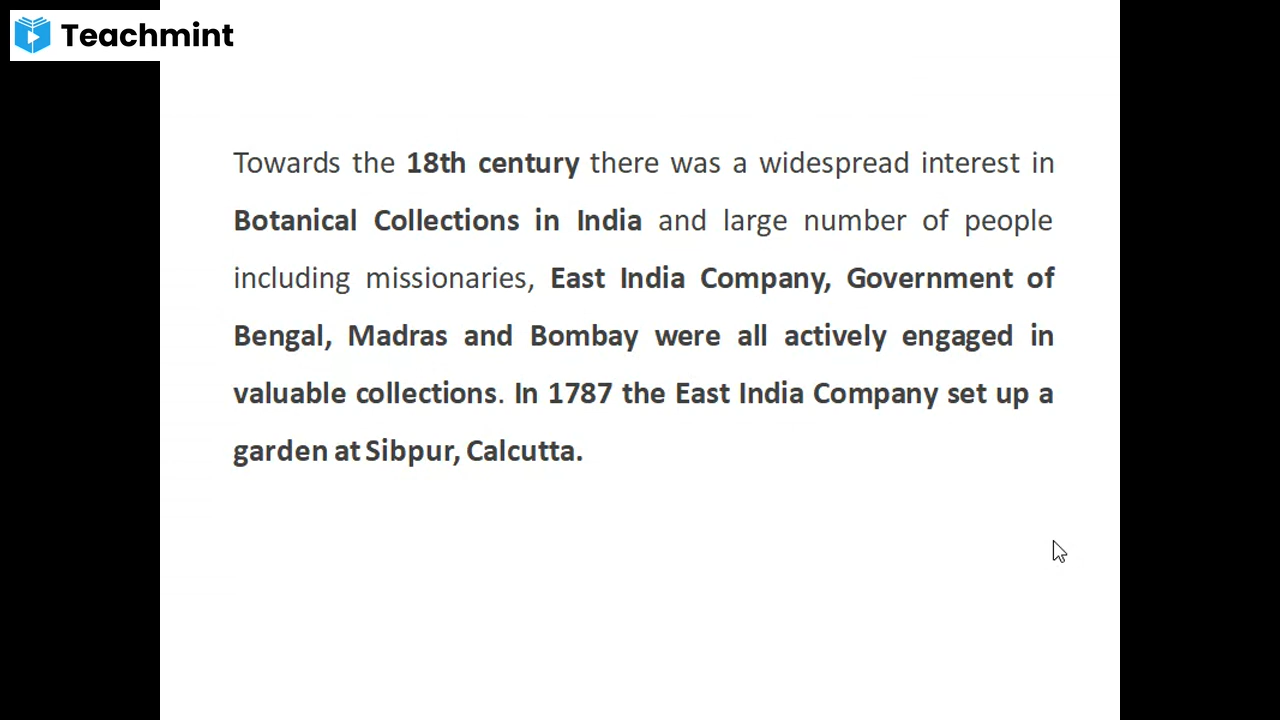 Teachmint
Towards the 18th century there was a widespread interest in
Botanical Collections in India and large number of people
including missionaries, East India Company, Government of
Bengal, Madras and Bombay were all actively engaged in
valuable collections. In 1787 the East India Company set up a
garden at Sibpur, Calcutta.